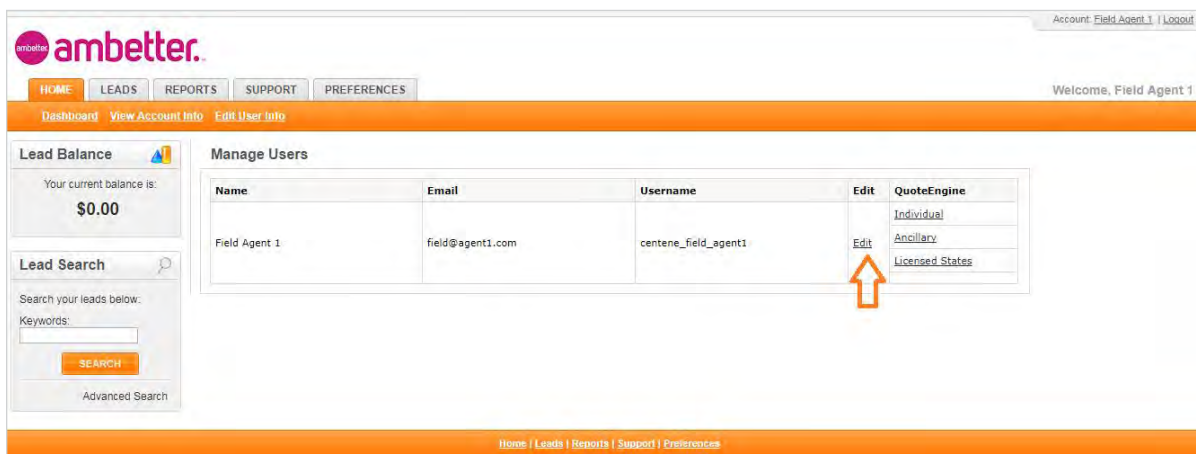 Account: Field Agent 1 | Logout
ambetter
ambetter.
HOME LEADS REPORTS SUPPORT PREFERENCES
Welcome, Field Agent 1
Dashboard View Account Info Edit User Info
Lead Balance
Your current balance is:
$0.00
Lead Search
Search your leads below:
Keywords:
SEARCH
Advanced Search
Manage Users
Name Email Username Edit QuoteEngine
Field Agent 1 field@agent1.com centene_field_agent1 Edit
Individual
Ancillary
Licensed States
Home | Leads | Reports | Support | Preferences